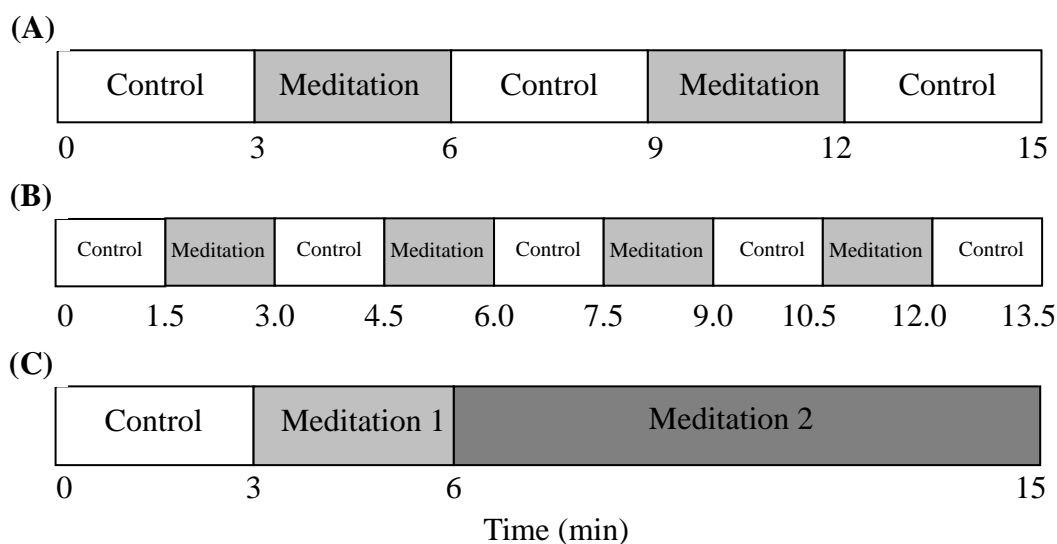 (A)
Control Meditation Control Meditation Control
0 3 6 9 12 15
(B)
Control Meditation Control Meditation Control Meditation Control Meditation Control
0 1.5 3.0 4.5 6.0 7.5 9.0 10.5 12.0 13.5
(C)
Control Meditation 1 Meditation 2
0 3 6 15
Time (min)